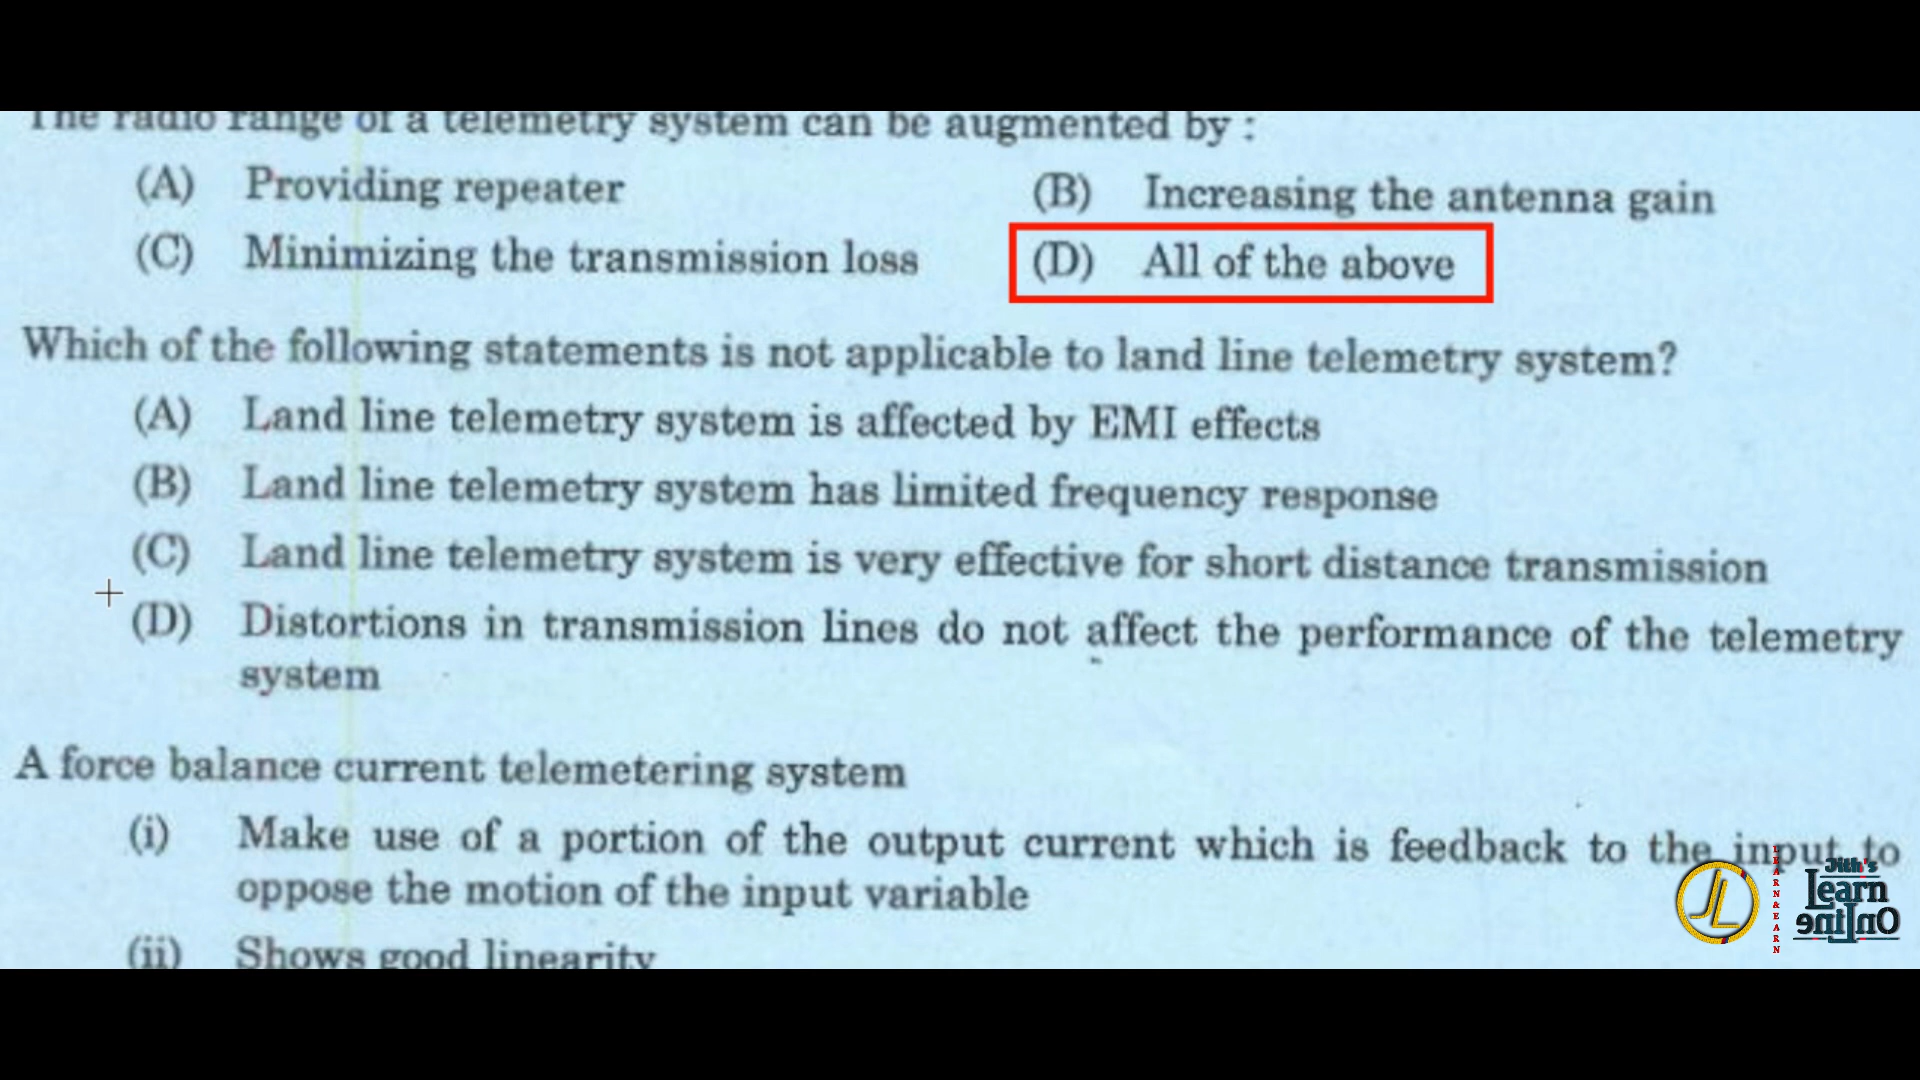 The radio range of a telemetry system can be augmented by :
(A) Providing repeater (B) Increasing the antenna gain
(C) Minimizing the transmission loss (D) All of the above
Which of the following statements is not applicable to land line telemetry system?
(A) Land line telemetry system is affected by EMI effects
(B) Land line telemetry system has limited frequency response
(C) Land line telemetry system is very effective for short distance transmission
(D) Distortions in transmission lines do not affect the performance of the telemetry
system
A force balance current telemetering system
(i) Make use of a portion of the output current which is feedback to the input to
oppose the motion of the input variable
(ii) Shows good linearity
JL
LEARN&EARN
Jith's
Learn
OnLine